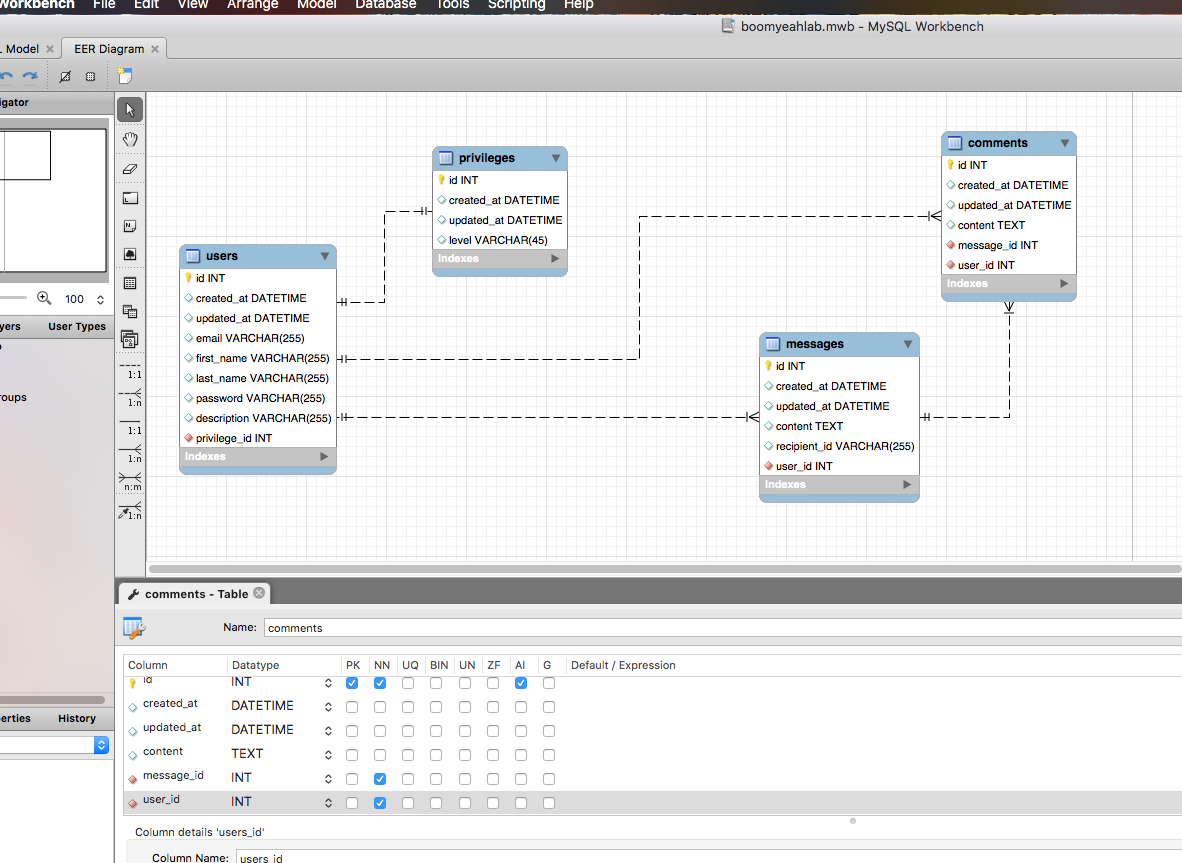 Workbench File Edit View Arrange Model Database Tools Scripting Help
boomyeahlab.mwb - MySQL Workbench
L Model EER Diagram
igator
100
yers User Types
oups
erties History
1:1
1:n
1:1
1:n
n:m
1:n
privileges
id INT
created_at DATETIME
updated_at DATETIME
level VARCHAR(45)
Indexes
users
id INT
created_at DATETIME
updated_at DATETIME
email VARCHAR(255)
first_name VARCHAR(255)
last_name VARCHAR(255)
password VARCHAR(255)
description VARCHAR(255)
privilege_id INT
Indexes
comments
id INT
created_at DATETIME
updated_at DATETIME
content TEXT
message_id INT
user_id INT
Indexes
messages
id INT
created_at DATETIME
updated_at DATETIME
content TEXT
recipient_id VARCHAR(255)
user_id INT
Indexes
comments - Table
Name: comments
Column Datatype PK NN UQ BIN UN ZF AI G Default / Expression
id INT
created_at DATETIME
updated_at DATETIME
content TEXT
message_id INT
user_id INT
Column details 'users_id'
Column Name: users_id